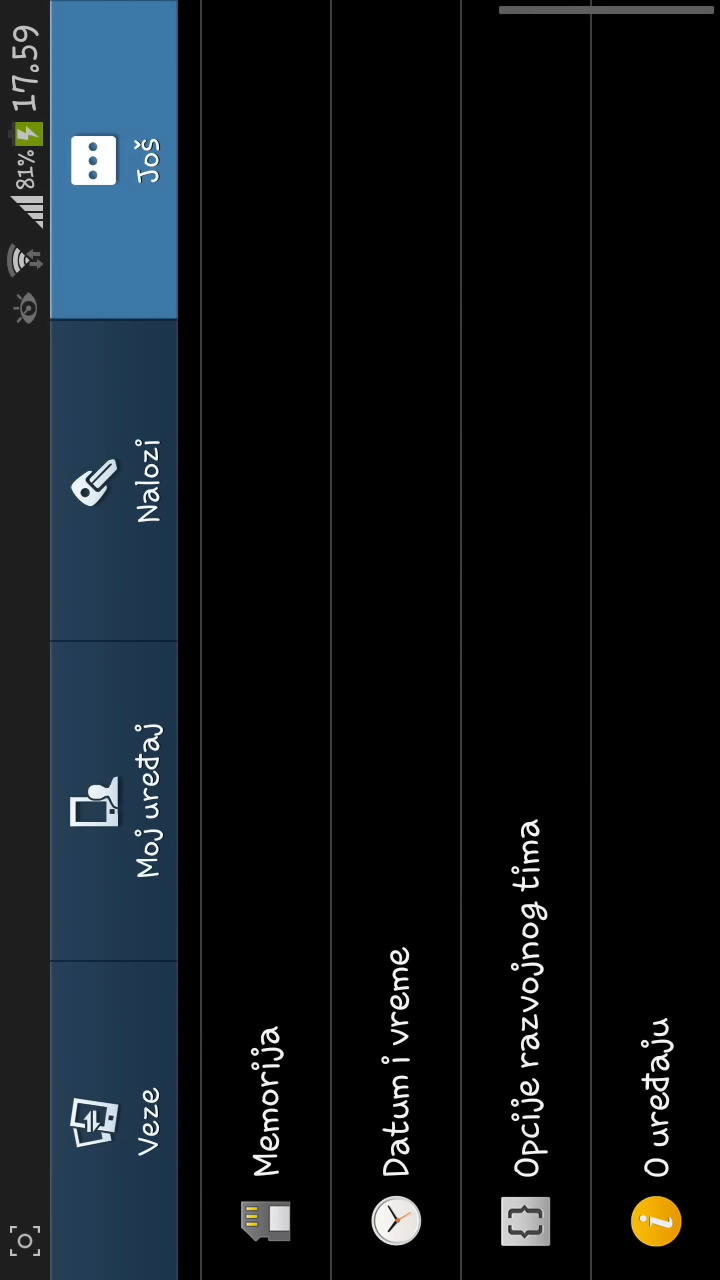 81% 17.59
Veze Moj uređaj Nalozi Još
Memorija
Datum i vreme
Opcije razvojnog tima
O uređaju